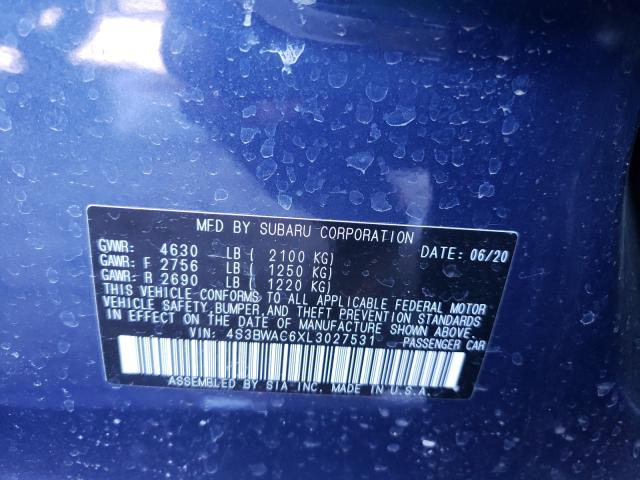 MFD BY SUBARU CORPORATION
GVWR: 4630 LB ( 2100 KG) DATE: 06/20
GAWR: F 2756 LB ( 1250 KG)
GAWR: R 2690 LB ( 1220 KG)
THIS VEHICLE CONFORMS TO ALL APPLICABLE FEDERAL MOTOR
VEHICLE SAFETY, BUMPER, AND THEFT PREVENTION STANDARDS
IN EFFECT ON THE DATE OF MANUFACTURE SHOWN ABOVE.
VIN: 4S3BWAC6XL3027531 PASSENGER CAR
ASSEMBLED BY SIA INC. MADE IN U.S.A.